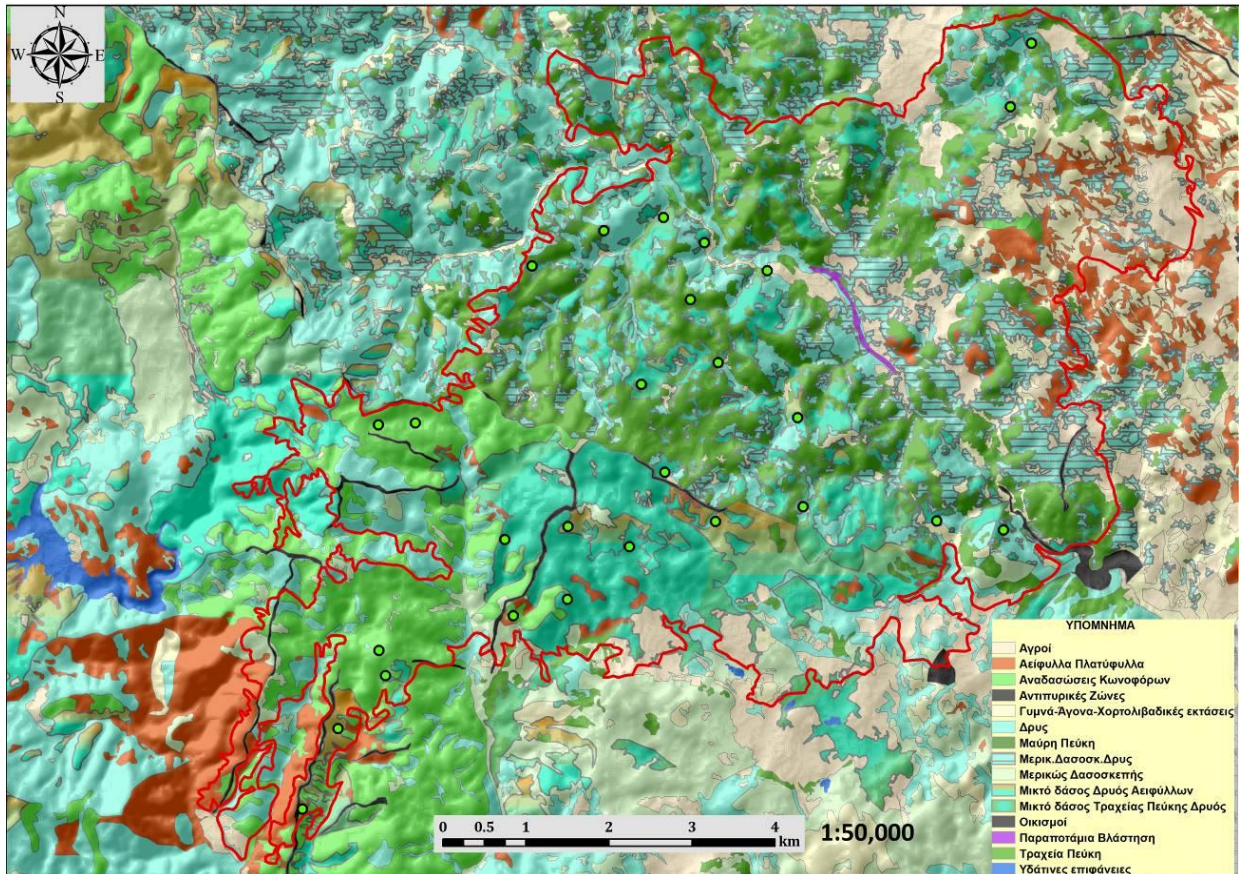 N
W E
S
ΥΠΟΜΝΗΜΑ
Αγροί
Αείφυλλα Πλατύφυλλα
Αναδασώσεις Κωνοφόρων
Αντιπυρικές Ζώνες
Γυμνά-Άγονα-Χορτολιβαδικές εκτάσεις
Δρυς
Μαύρη Πεύκη
Μερικ.Δασοσκ.Δρυς
Μερικώς Δασοσκεπής
Μικτό δάσος Δρυός Αειφύλλων
Μικτό δάσος Τραχείας Πεύκης Δρυός
Οικισμοί
Παραποτάμια Βλάστηση
Τραχεία Πεύκη
Υδάτινες επιφάνειες
0 0.5 1 2 3 4
km
1:50,000